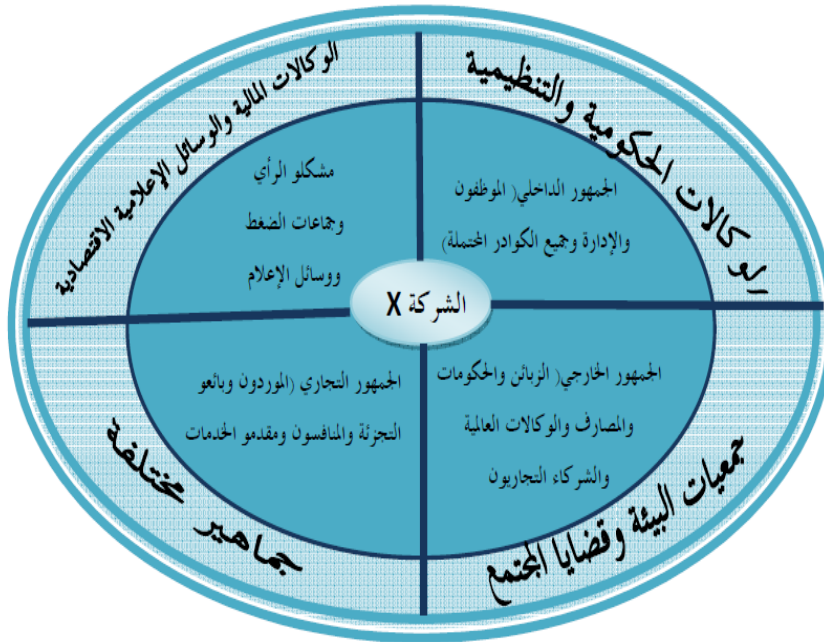 الوكالات الحكومية والتنظيمية
الوكالات المالية والوسائل الإعلامية الاقتصادية
الجمهور الداخلي( الموظفون
والإدارة وجميع الكوادر المحتملة)
مشكلو الرأي
وجماعات الضغط
ووسائل الإعلام
الشركة X
الجمهور الخارجي( الزبائن والحكومات
والمصارف والوكالات العالمية
والشركاء التجاريون
الجمهور التجاري (الموردون وبائعو
التجزئة والمنافسون ومقدمو الخدمات
جمعيات البيئة وقضايا المجتمع
جماهير مختلفة